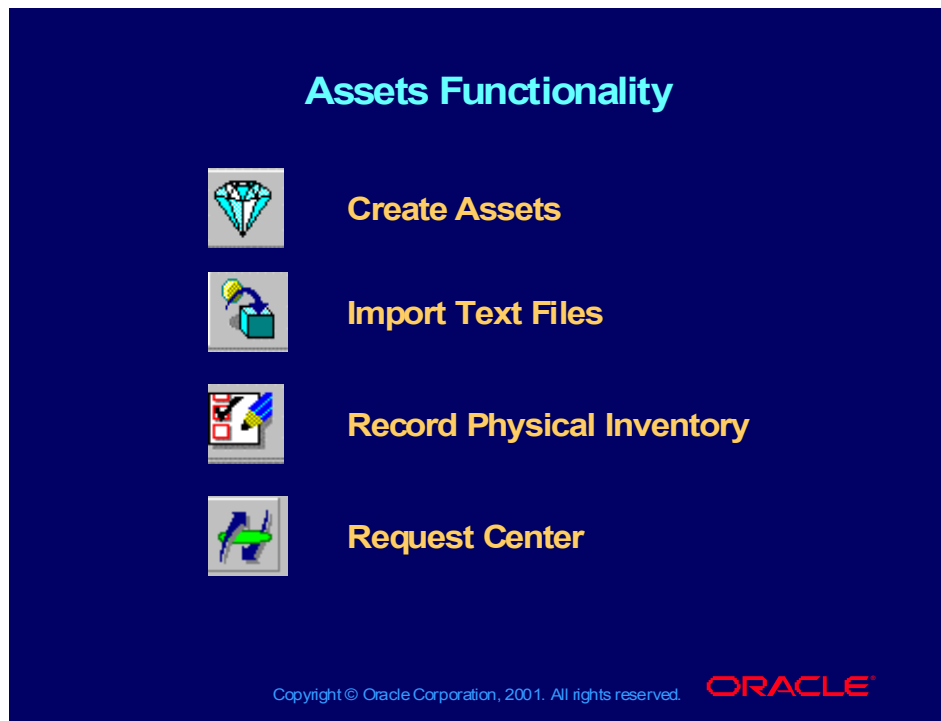 Assets Functionality
Create Assets
Import Text Files
Record Physical Inventory
Request Center
Copyright © Oracle Corporation, 2001. All rights reserved.
ORACLE®